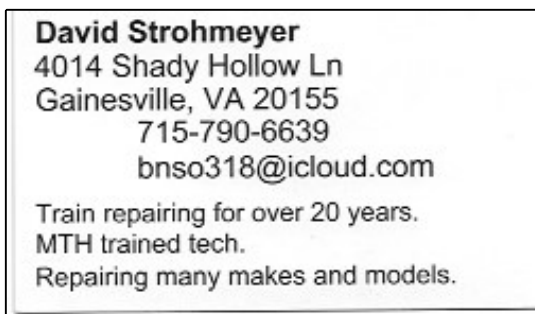 David Strohmeyer
4014 Shady Hollow Ln
Gainesville, VA 20155
715-790-6639
bnso318@icloud.com
Train repairing for over 20 years.
MTH trained tech.
Repairing many makes and models.